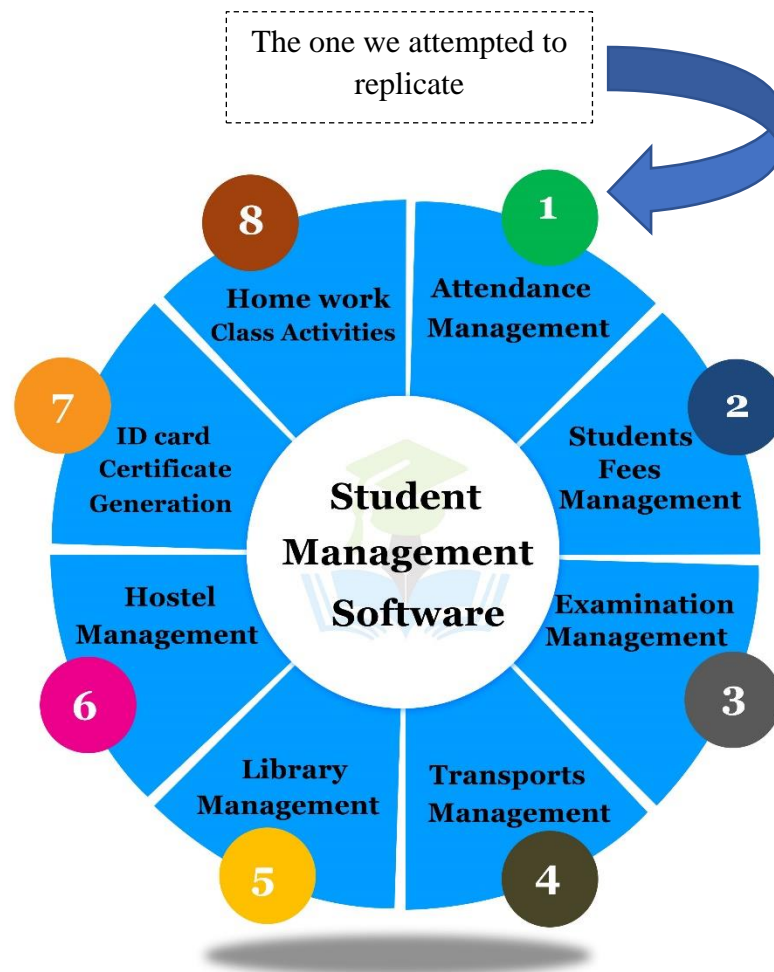 The one we attempted to
replicate
1
Attendance
Management
2
Students
Fees
Management
3
Examination
Management
4
Transports
Management
5
Library
Management
6
Hostel
Management
7
ID card
Certificate
Generation
8
Home work
Class Activities
Student
Management
Software